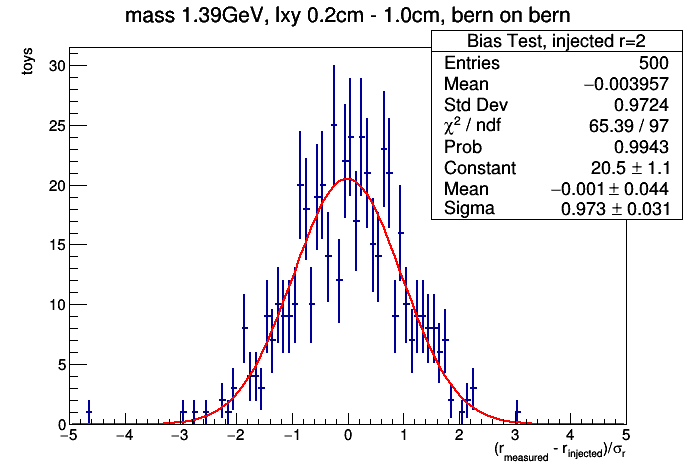 mass 1.39GeV, lxy 0.2cm - 1.0cm, bern on bern
Bias Test, injected r=2
Entries 500
Mean −0.003957
Std Dev 0.9724
χ² / ndf 65.39 / 97
Prob 0.9943
Constant 20.5 ± 1.1
Mean −0.001 ± 0.044
Sigma 0.973 ± 0.031
toys
30
25
20
15
10
5
0
−5 −4 −3 −2 −1 0 1 2 3 4 5
(r_measured - r_injected)/σ_r